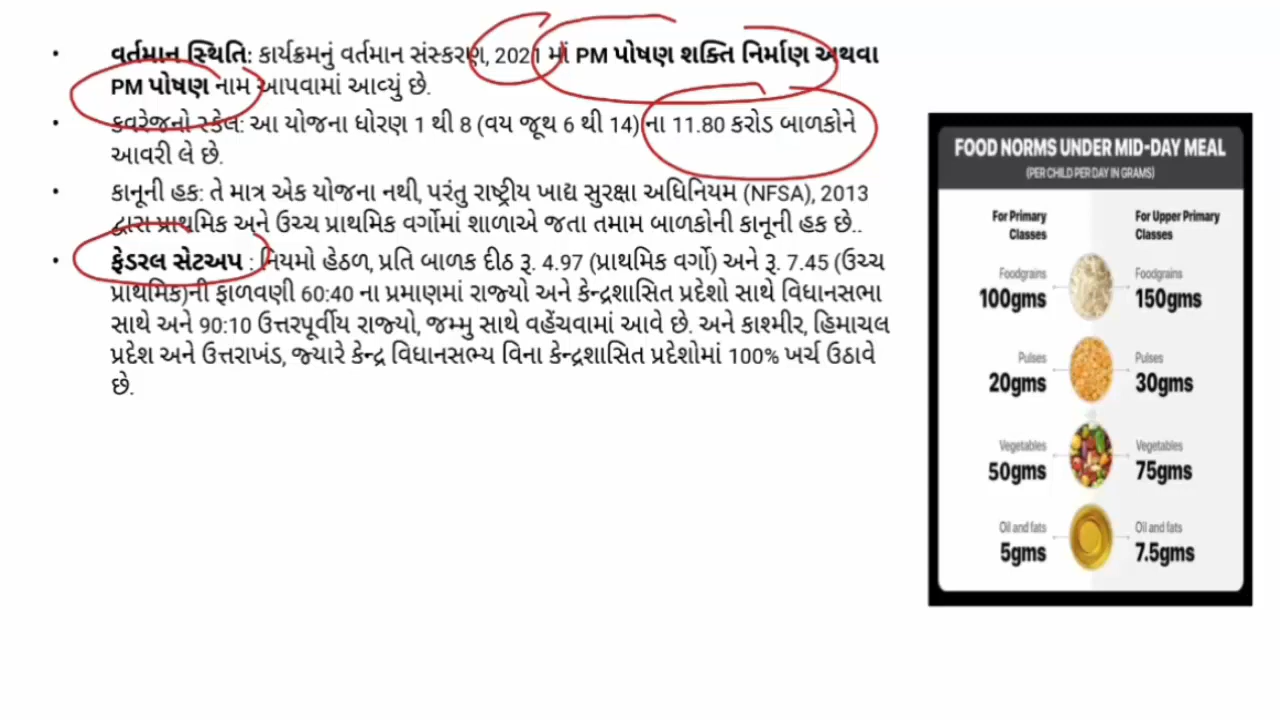 • વર્તમાન સ્થિતિ: કાર્યક્રમનું વર્તમાન સંસ્કરણ, 2021 માં PM પોષણ શક્તિ નિર્માણ અથવા
PM પોષણ નામ આપવામાં આવ્યું છે.
• કવરેજનો સ્કેલ: આ યોજના ધોરણ 1 થી 8 (વય જૂથ 6 થી 14) ના 11.80 કરોડ બાળકોને
આવરી લે છે.
• કાનૂની હક: તે માત્ર એક યોજના નથી, પરંતુ રાષ્ટ્રીય ખાદ્ય સુરક્ષા અધિનિયમ (NFSA), 2013
દ્વારા પ્રાથમિક અને ઉચ્ચ પ્રાથમિક વર્ગોમાં શાળાએ જતા તમામ બાળકોની કાનૂની હક છે..
• ફેડરલ સેટઅપ : નિયમો હેઠળ, પ્રતિ બાળક દીઠ રૂ. 4.97 (પ્રાથમિક વર્ગો) અને રૂ. 7.45 (ઉચ્ચ
પ્રાથમિક)ની ફાળવણી 60:40 ના પ્રમાણમાં રાજ્યો અને કેન્દ્રશાસિત પ્રદેશો સાથે વિધાનસભા
સાથે અને 90:10 ઉત્તરપૂર્વીય રાજ્યો, જમ્મુ સાથે વહેંચવામાં આવે છે. અને કાશ્મીર, હિમાચલ
પ્રદેશ અને ઉત્તરાખંડ, જ્યારે કેન્દ્ર વિધાનસભ્ય વિના કેન્દ્રશાસિત પ્રદેશોમાં 100% ખર્ચ ઉઠાવે
છે.
FOOD NORMS UNDER MID-DAY MEAL
(PER CHILD PER DAY IN GRAMS)
For Primary Classes
For Upper Primary Classes
Foodgrains Foodgrains
100gms 150gms
Pulses Pulses
20gms 30gms
Vegetables Vegetables
50gms 75gms
Oil and fats Oil and fats
5gms 7.5gms